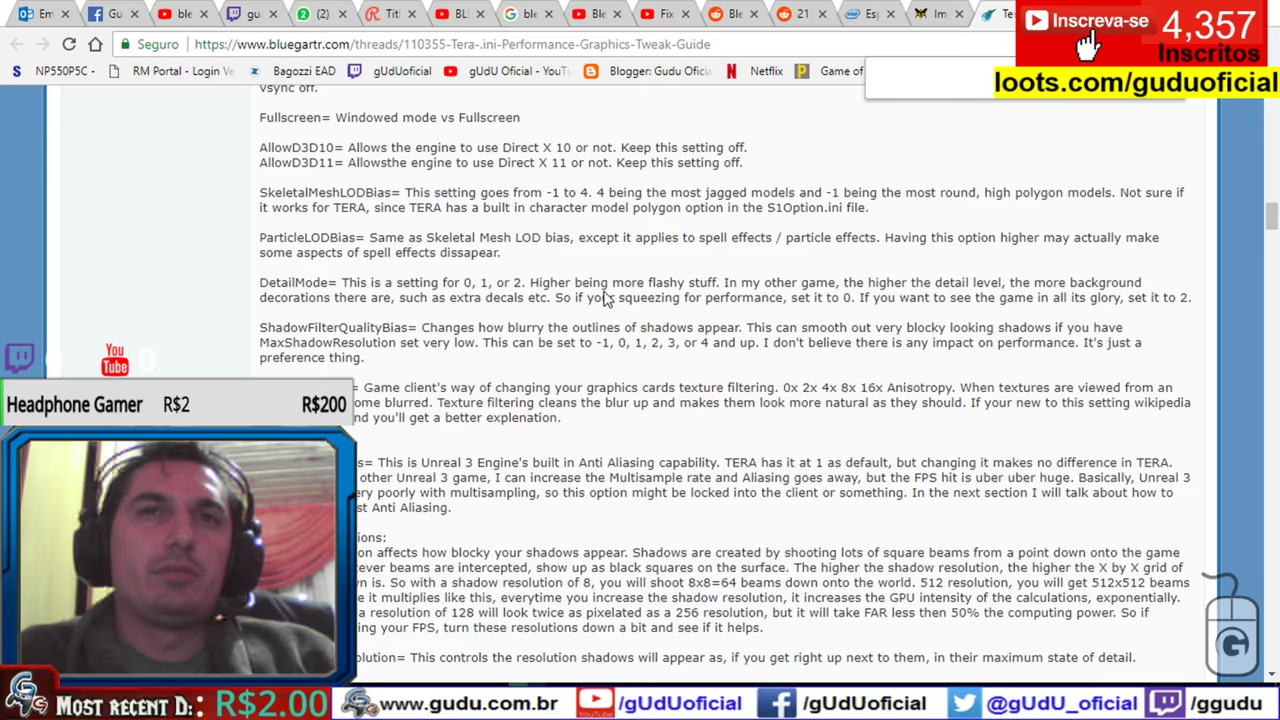 Em
Gu
ble
gu
2 (2)
Titl
BLI
ble
Ble
Fix
Ble
21
Esp
Im
Te
Inscreva-se 4,357
Inscritos
loots.com/guduoficial
Seguro https://www.bluegartr.com/threads/110355-Tera-.ini-Performance-Graphics-Tweak-Guide
NP550P5C -
RM Portal - Login Ve
Bagozzi EAD
gUdUoficial
gUdU Oficial - YouT
Blogger: Gudu Oficia
Netflix
Game of
vsync off.
Fullscreen= Windowed mode vs Fullscreen
AllowD3D10= Allows the engine to use Direct X 10 or not. Keep this setting off.
AllowD3D11= Allowsthe engine to use Direct X 11 or not. Keep this setting off.
SkeletalMeshLODBias= This setting goes from -1 to 4. 4 being the most jagged models and -1 being the most round, high polygon models. Not sure if
it works for TERA, since TERA has a built in character model polygon option in the S1Option.ini file.
ParticleLODBias= Same as Skeletal Mesh LOD bias, except it applies to spell effects / particle effects. Having this option higher may actually make
some aspects of spell effects dissapear.
DetailMode= This is a setting for 0, 1, or 2. Higher being more flashy stuff. In my other game, the higher the detail level, the more background
decorations there are, such as extra decals etc. So if your squeezing for performance, set it to 0. If you want to see the game in all its glory, set it to 2.
ShadowFilterQualityBias= Changes how blurry the outlines of shadows appear. This can smooth out very blocky looking shadows if you have
MaxShadowResolution set very low. This can be set to -1, 0, 1, 2, 3, or 4 and up. I don't believe there is any impact on performance. It's just a
preference thing.
= Game client's way of changing your graphics cards texture filtering. 0x 2x 4x 8x 16x Anisotropy. When textures are viewed from an
ome blurred. Texture filtering cleans the blur up and makes them look more natural as they should. If your new to this setting wikipedia
nd you'll get a better explenation.
s= This is Unreal 3 Engine's built in Anti Aliasing capability. TERA has it at 1 as default, but changing it makes no difference in TERA.
other Unreal 3 game, I can increase the Multisample rate and Aliasing goes away, but the FPS hit is uber uber huge. Basically, Unreal 3
ery poorly with multisampling, so this option might be locked into the client or something. In the next section I will talk about how to
st Anti Aliasing.
ions:
on affects how blocky your shadows appear. Shadows are created by shooting lots of square beams from a point down onto the game
tever beams are intercepted, show up as black squares on the surface. The higher the shadow resolution, the higher the X by X grid of
wn is. So with a shadow resolution of 8, you will shoot 8x8=64 beams down onto the world. 512 resolution, you will get 512x512 beams
e it multiplies like this, everytime you increase the shadow resolution, it increases the GPU intensity of the calculations, exponentially.
a resolution of 128 will look twice as pixelated as a 256 resolution, but it will take FAR less then 50% the computing power. So if
ing your FPS, turn these resolutions down a bit and see if it helps.
olution= This controls the resolution shadows will appear as, if you get right up next to them, in their maximum state of detail.
0
You
Tube
0
Headphone Gamer R$2 R$200
G
MOST RECENT D: R$2.00
www.gudu.com.br
/gUdUoficial
/gUdUoficial
@gUdU_oficial
/ggudu